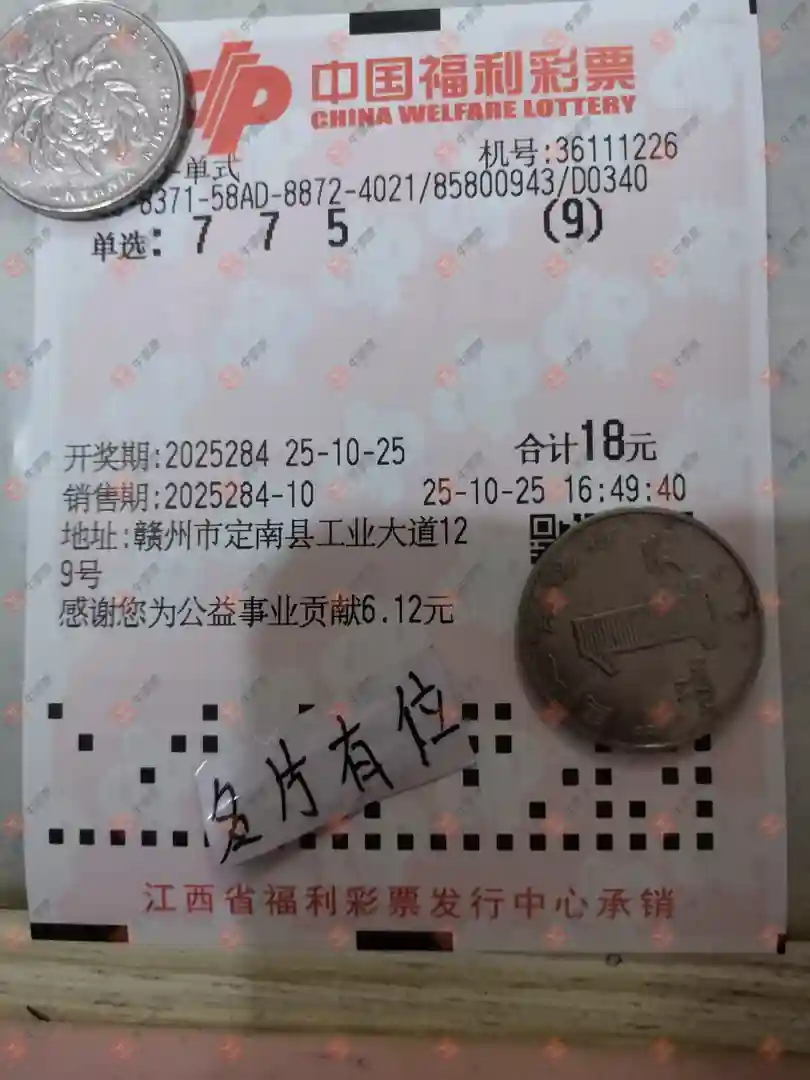 中国福利彩票
CHINA WELFARE LOTTERY
机号:36111226
-单式
8371-58AD-8872-4021/85800943/D0340
单选: 7 7 5 (9)
开奖期:2025284 25-10-25 合计18元
销售期:2025284-10 25-10-25 16:49:40
地址:赣州市定南县工业大道12
9号
感谢您为公益事业贡献6.12元
名片有位
江西省福利彩票发行中心承销